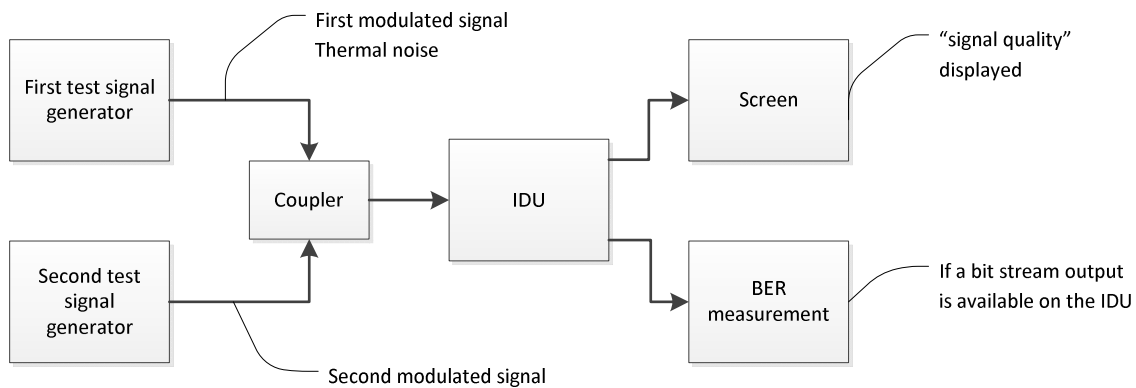 First modulated signal
Thermal noise
“signal quality”
displayed
First test signal
generator
Screen
Coupler
IDU
Second test
signal
generator
BER
measurement
If a bit stream output
is available on the IDU
Second modulated signal